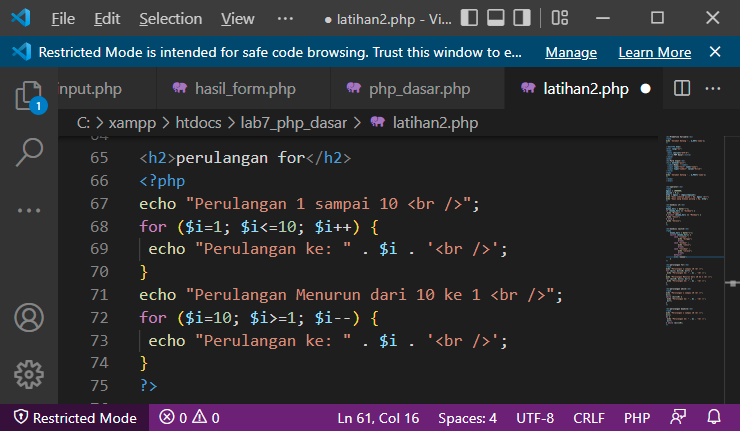 File Edit Selection View ... ● latihan2.php - Vi...
Restricted Mode is intended for safe code browsing. Trust this window to e... Manage Learn More
input.php hasil_form.php php_dasar.php latihan2.php ● ...
C: > xampp > htdocs > lab7_php_dasar > latihan2.php
1
65 <h2>perulangan for</h2>
66 <?php
67 echo "Perulangan 1 sampai 10 <br />";
68 for ($i=1; $i<=10; $i++) {
69 echo "Perulangan ke: " . $i . '<br />';
70 }
71 echo "Perulangan Menurun dari 10 ke 1 <br />";
72 for ($i=10; $i>=1; $i--) {
73 echo "Perulangan ke: " . $i . '<br />';
74 }
75 ?>
Restricted Mode 0 0 Ln 61, Col 16 Spaces: 4 UTF-8 CRLF PHP